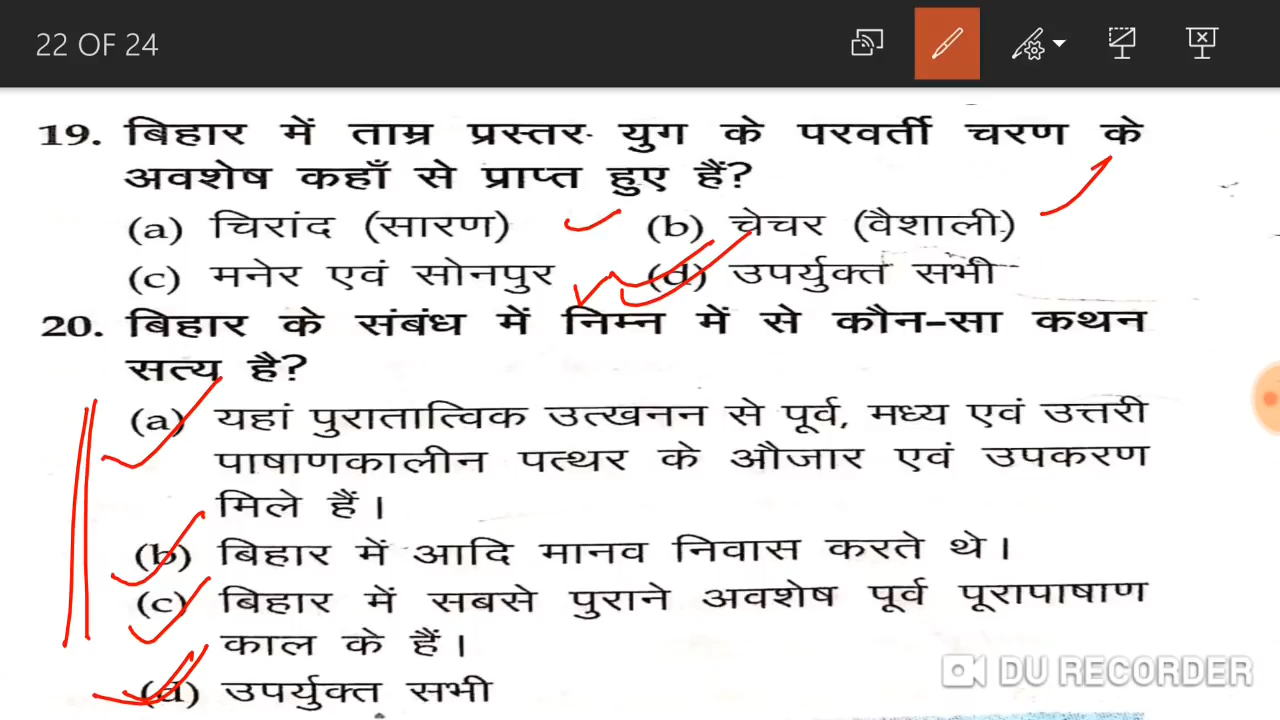 22 OF 24
19. बिहार में ताम्र प्रस्तर युग के परवर्ती चरण के
अवशेष कहाँ से प्राप्त हुए हैं?
(a) चिरांद (सारण) (b) चेचर (वैशाली)
(c) मनेर एवं सोनपुर (d) उपर्युक्त सभी
20. बिहार के संबंध में निम्न में से कौन-सा कथन
सत्य है?
(a) यहां पुरातात्विक उत्खनन से पूर्व, मध्य एवं उत्तरी
पाषाणकालीन पत्थर के औजार एवं उपकरण
मिले हैं।
(b) बिहार में आदि मानव निवास करते थे।
(c) बिहार में सबसे पुराने अवशेष पूर्व पूरापाषाण
काल के हैं।
(d) उपर्युक्त सभी
DU RECORDER